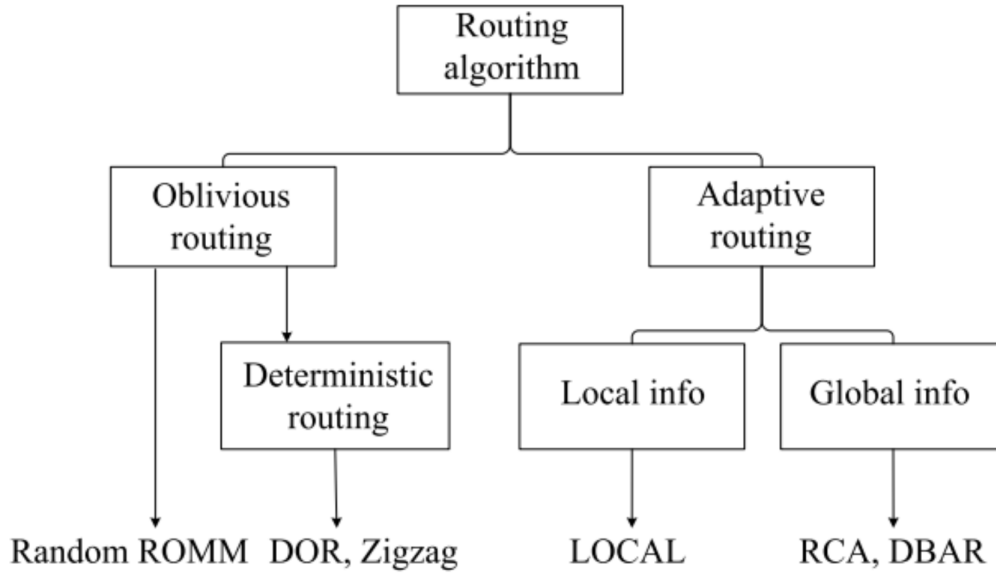 Routing
algorithm
Oblivious
routing
Adaptive
routing
Deterministic
routing
Local info
Global info
Random ROMM
DOR, Zigzag
LOCAL
RCA, DBAR